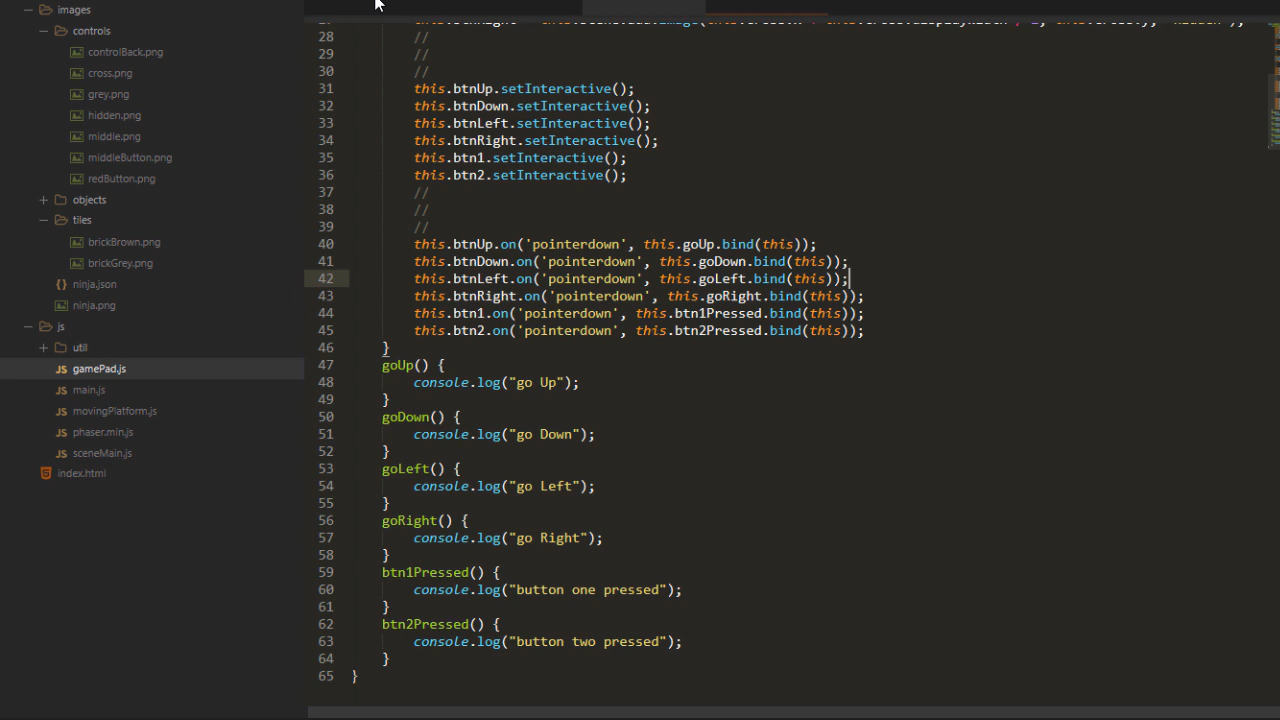 images
controls
controlBack.png
cross.png
grey.png
hidden.png
middle.png
middleButton.png
redButton.png
objects
tiles
brickBrown.png
brickGrey.png
ninja.json
ninja.png
js
util
JS gamePad.js
JS main.js
JS movingPlatform.js
JS phaser.min.js
JS sceneMain.js
index.html
28 //
29 //
30 //
31 this.btnUp.setInteractive();
32 this.btnDown.setInteractive();
33 this.btnLeft.setInteractive();
34 this.btnRight.setInteractive();
35 this.btn1.setInteractive();
36 this.btn2.setInteractive();
37 //
38 //
39 //
40 this.btnUp.on('pointerdown', this.goUp.bind(this));
41 this.btnDown.on('pointerdown', this.goDown.bind(this));
42 this.btnLeft.on('pointerdown', this.goLeft.bind(this));
43 this.btnRight.on('pointerdown', this.goRight.bind(this));
44 this.btn1.on('pointerdown', this.btn1Pressed.bind(this));
45 this.btn2.on('pointerdown', this.btn2Pressed.bind(this));
46 }
47 goUp() {
48 console.log("go Up");
49 }
50 goDown() {
51 console.log("go Down");
52 }
53 goLeft() {
54 console.log("go Left");
55 }
56 goRight() {
57 console.log("go Right");
58 }
59 btn1Pressed() {
60 console.log("button one pressed");
61 }
62 btn2Pressed() {
63 console.log("button two pressed");
64 }
65 }